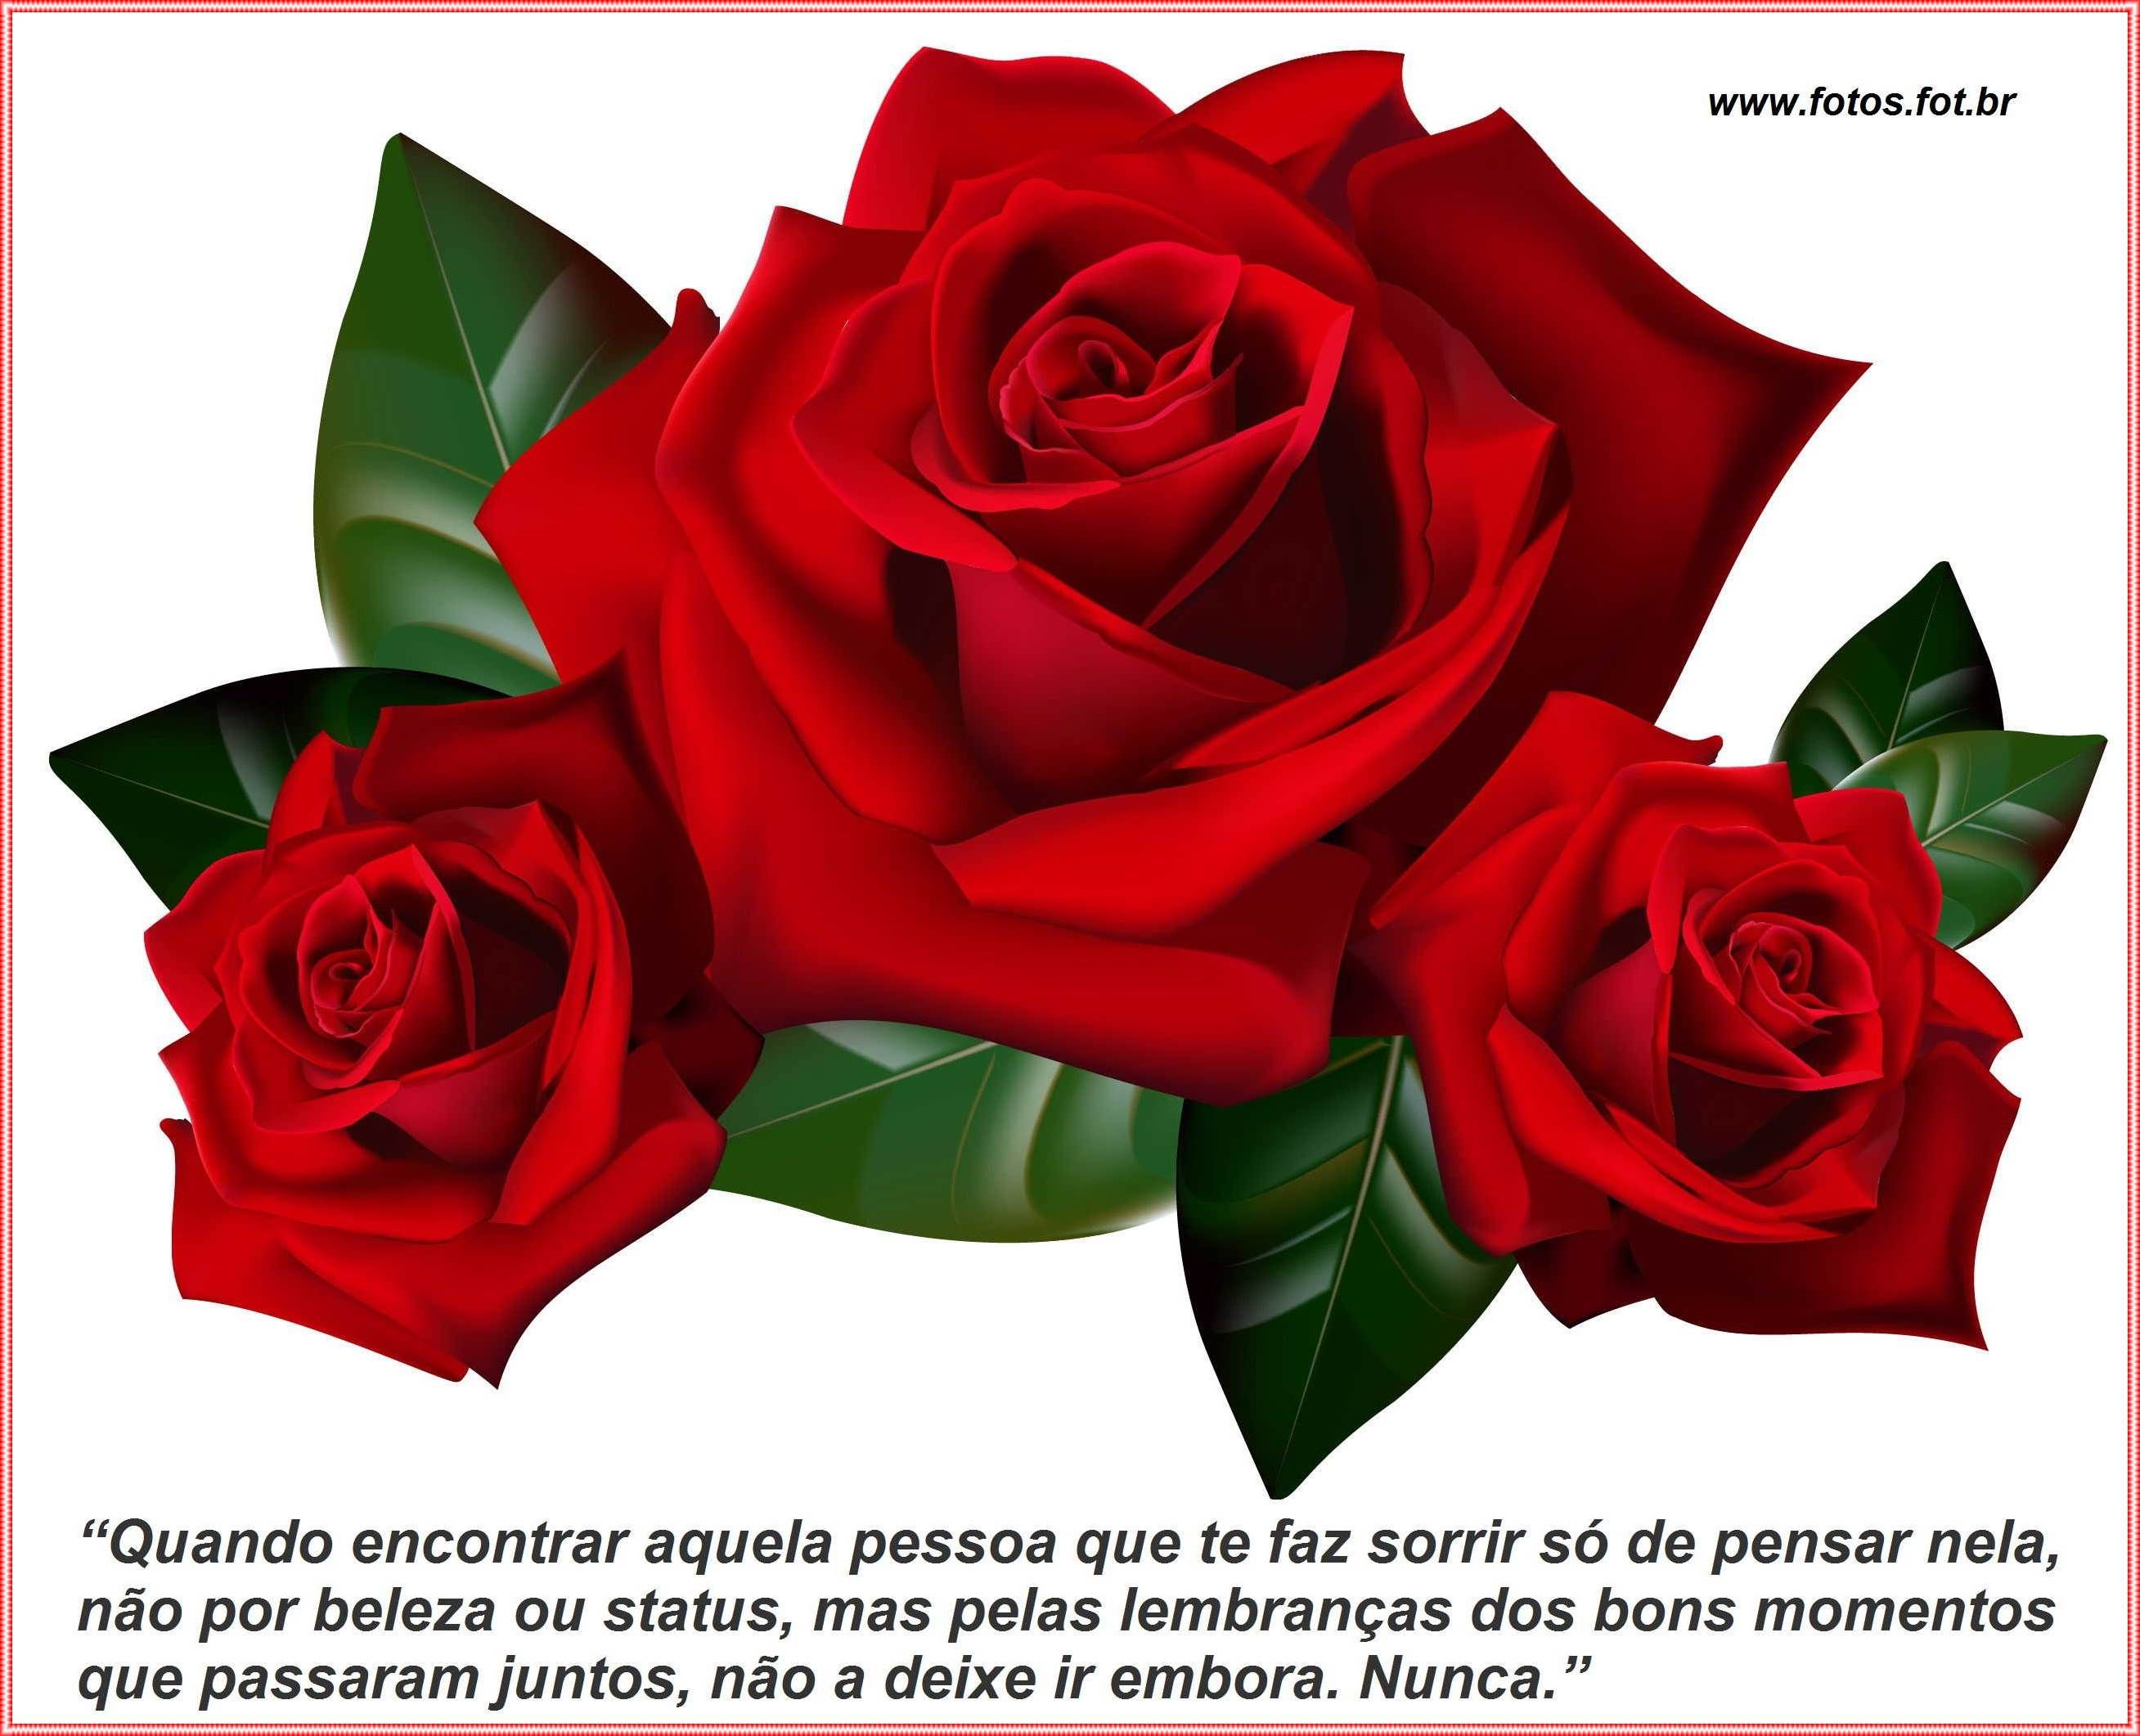 www.fotos.fot.br
“Quando encontrar aquela pessoa que te faz sorrir só de pensar nela,
não por beleza ou status, mas pelas lembranças dos bons momentos
que passaram juntos, não a deixe ir embora. Nunca.”